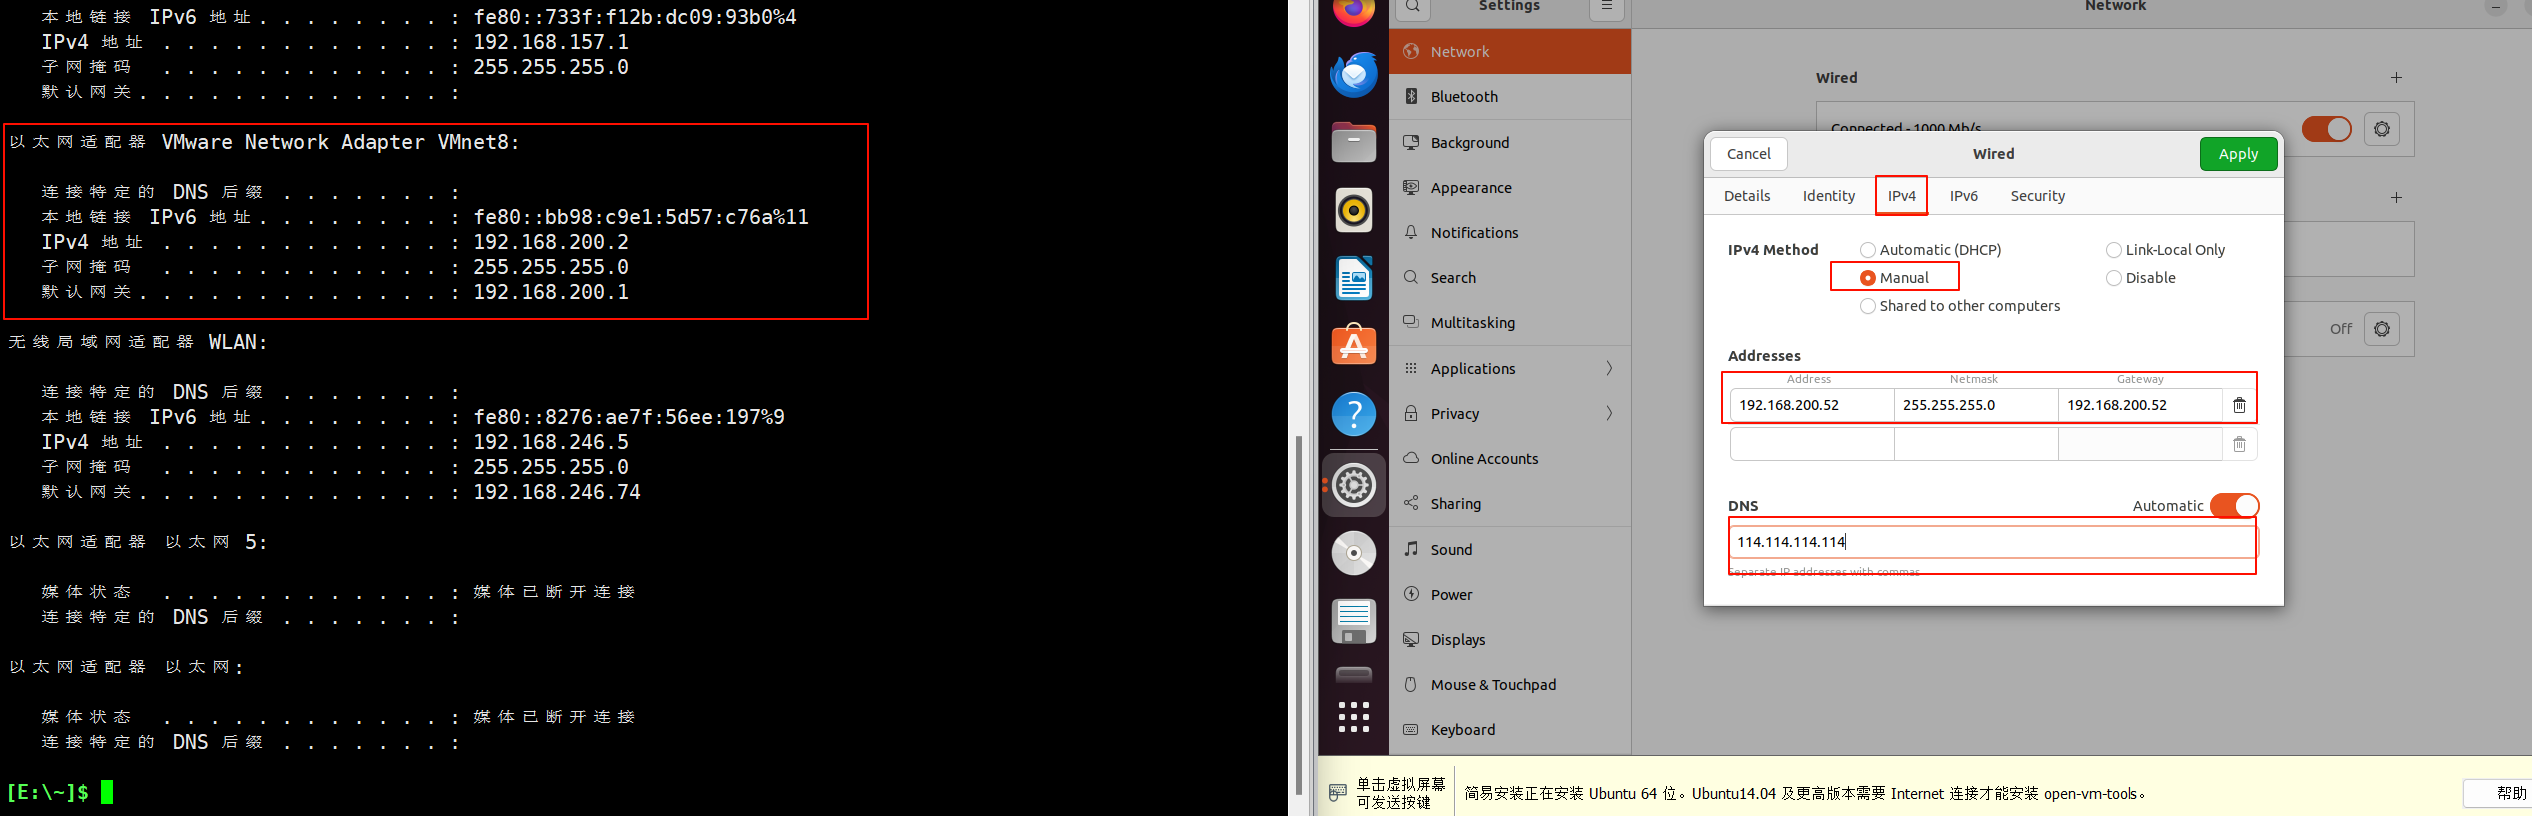 本地链接 IPv6 地址. . . . . . . . : fe80::733f:f12b:dc09:93b0%4
IPv4 地址 . . . . . . . . . . . . : 192.168.157.1
子网掩码  . . . . . . . . . . . . : 255.255.255.0
默认网关. . . . . . . . . . . . . :
以太网适配器 VMware Network Adapter VMnet8:
连接特定的 DNS 后缀 . . . . . . . :
本地链接 IPv6 地址. . . . . . . . : fe80::bb98:c9e1:5d57:c76a%11
IPv4 地址 . . . . . . . . . . . . : 192.168.200.2
子网掩码  . . . . . . . . . . . . : 255.255.255.0
默认网关. . . . . . . . . . . . . : 192.168.200.1
无线局域网适配器 WLAN:
连接特定的 DNS 后缀 . . . . . . . :
本地链接 IPv6 地址. . . . . . . . : fe80::8276:ae7f:56ee:197%9
IPv4 地址 . . . . . . . . . . . . : 192.168.246.5
子网掩码  . . . . . . . . . . . . : 255.255.255.0
默认网关. . . . . . . . . . . . . : 192.168.246.74
以太网适配器 以太网 5:
媒体状态  . . . . . . . . . . . . : 媒体已断开连接
连接特定的 DNS 后缀 . . . . . . . :
以太网适配器 以太网:
媒体状态  . . . . . . . . . . . . : 媒体已断开连接
连接特定的 DNS 后缀 . . . . . . . :
[E:\~]$
Settings
Network
Bluetooth
Background
Appearance
Notifications
Search
Multitasking
Applications
Privacy
Online Accounts
Sharing
Sound
Power
Displays
Mouse & Touchpad
Keyboard
Network
Wired
Connected - 1000 Mb/s
Off
Cancel
Wired
Apply
Details
Identity
IPv4
IPv6
Security
IPv4 Method
Automatic (DHCP)
Link-Local Only
Manual
Disable
Shared to other computers
Addresses
Address
Netmask
Gateway
192.168.200.52
255.255.255.0
192.168.200.52
DNS
Automatic
114.114.114.114
Separate IP addresses with commas
单击虚拟屏幕
可发送按键
简易安装正在安装 Ubuntu 64 位。Ubuntu14.04 及更高版本需要 Internet 连接才能安装 open-vm-tools。
帮助